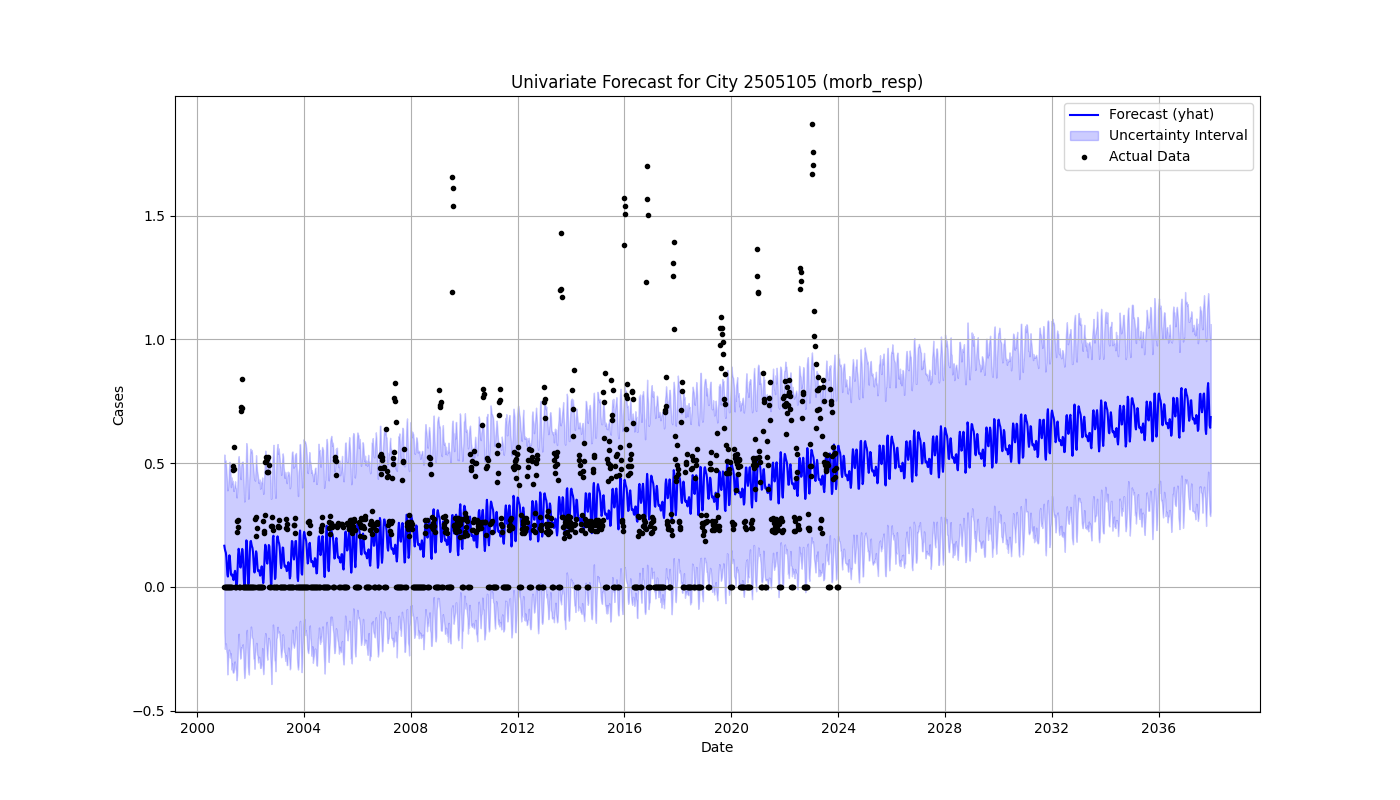 Univariate Forecast for City 2505105 (morb_resp)
Forecast (yhat)
Uncertainty Interval
Actual Data
Cases
1.5
1.0
0.5
0.0
−0.5
2000 2004 2008 2012 2016 2020 2024 2028 2032 2036
Date